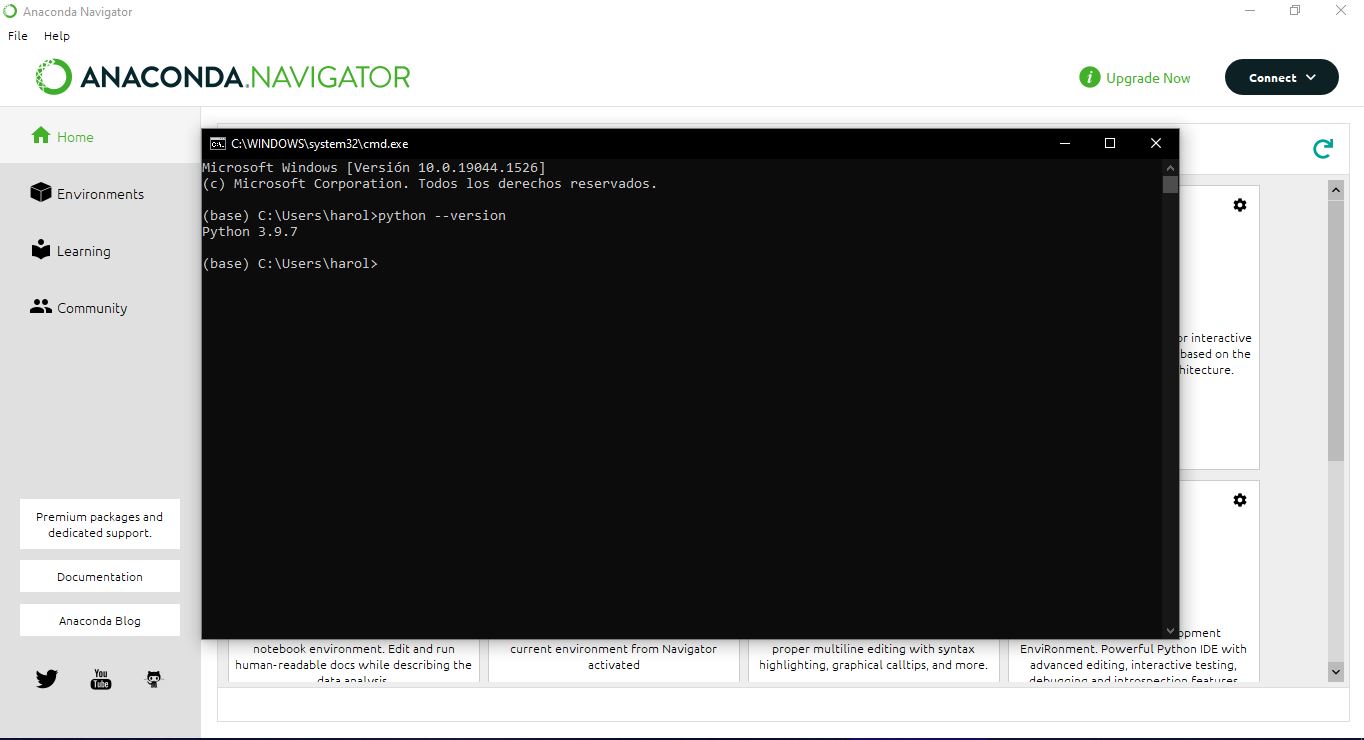 Anaconda Navigator
File Help
ANACONDA.NAVIGATOR
i Upgrade Now
Connect
Home
Environments
Learning
Community
Premium packages and
dedicated support.
Documentation
Anaconda Blog
You
Tube
C:\WINDOWS\system32\cmd.exe
Microsoft Windows [Versión 10.0.19044.1526]
(c) Microsoft Corporation. Todos los derechos reservados.
(base) C:\Users\harol>python --version
Python 3.9.7
(base) C:\Users\harol>
or interactive
based on the
hitecture.
notebook environment. Edit and run
human-readable docs while describing the
data analysis.
current environment from Navigator
activated
proper multiline editing with syntax
highlighting, graphical calltips, and more.
opment
EnviRonment. Powerful Python IDE with
advanced editing, interactive testing,
debugging and introspection features